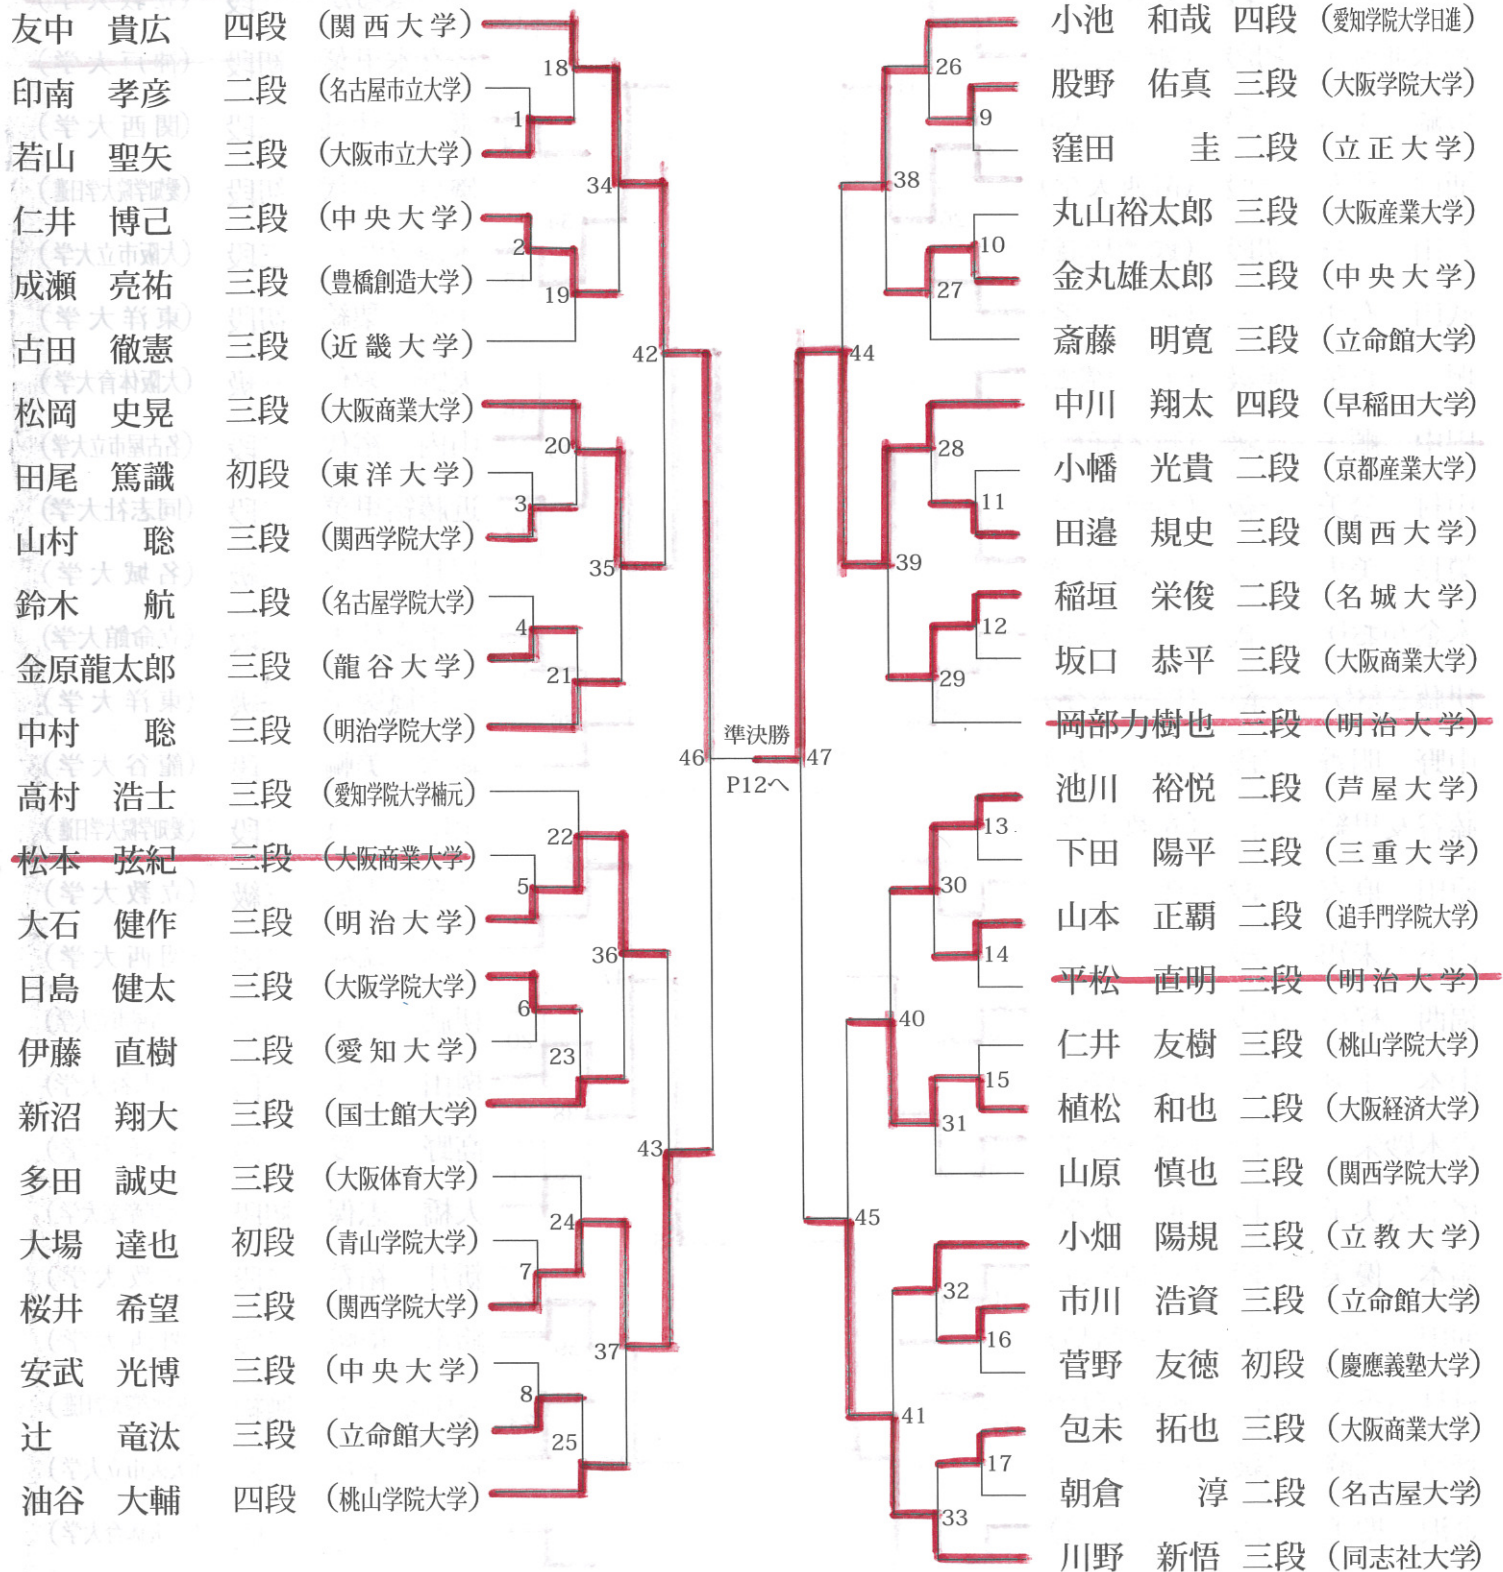 友中 貴広 四段 (関西大学)
印南 孝彦 二段 (名古屋市立大学)
若山 聖矢 三段 (大阪市立大学)
仁井 博己 三段 (中央大学)
成瀬 亮祐 三段 (豊橋創造大学)
古田 徹憲 三段 (近畿大学)
松岡 史晃 三段 (大阪商業大学)
田尾 篤識 初段 (東洋大学)
山村 聡 三段 (関西学院大学)
鈴木 航 二段 (名古屋学院大学)
金原龍太郎 三段 (龍谷大学)
中村 聡 三段 (明治学院大学)
高村 浩士 三段 (愛知学院大学楠元)
松本 弦紀 三段 (大阪商業大学)
大石 健作 三段 (明治大学)
日島 健太 三段 (大阪学院大学)
伊藤 直樹 二段 (愛知大学)
新沼 翔大 三段 (国士館大学)
多田 誠史 三段 (大阪体育大学)
大場 達也 初段 (青山学院大学)
桜井 希望 三段 (関西学院大学)
安武 光博 三段 (中央大学)
辻 竜汰 三段 (立命館大学)
油谷 大輔 四段 (桃山学院大学)
18
1
34
2
19
42
20
3
35
4
21
46
22
5
36
6
23
43
24
7
37
8
25
準決勝
P12へ
26
9
38
10
27
44
28
11
39
12
29
47
13
30
14
40
15
31
45
32
16
41
17
33
小池 和哉 四段 (愛知学院大学日進)
股野 佑真 三段 (大阪学院大学)
窪田 圭 二段 (立正大学)
丸山裕太郎 三段 (大阪産業大学)
金丸雄太郎 三段 (中央大学)
斎藤 明寛 三段 (立命館大学)
中川 翔太 四段 (早稲田大学)
小幡 光貴 二段 (京都産業大学)
田邉 規史 三段 (関西大学)
稲垣 栄俊 二段 (名城大学)
坂口 恭平 三段 (大阪商業大学)
岡部力樹也 三段 (明治大学)
池川 裕悦 二段 (芦屋大学)
下田 陽平 三段 (三重大学)
山本 正覇 二段 (追手門学院大学)
平松 直明 三段 (明治大学)
仁井 友樹 三段 (桃山学院大学)
植松 和也 二段 (大阪経済大学)
山原 慎也 三段 (関西学院大学)
小畑 陽規 三段 (立教大学)
市川 浩資 三段 (立命館大学)
菅野 友徳 初段 (慶應義塾大学)
包未 拓也 三段 (大阪商業大学)
朝倉 淳 二段 (名古屋大学)
川野 新悟 三段 (同志社大学)